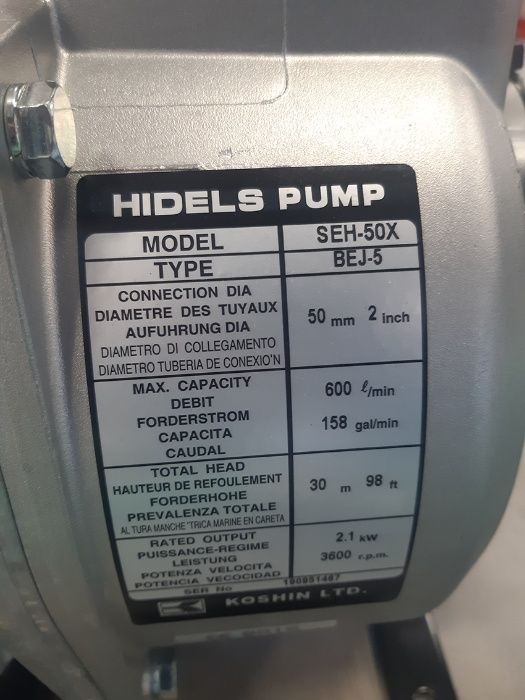 HIDELS PUMP
MODEL SEH-50X
TYPE BEJ-5
CONNECTION DIA
DIAMETRE DES TUYAUX
AUFUHRUNG DIA
DIAMETRO DI COLLEGAMENTO
DIAMETRO TUBERIA DE CONEXIO'N
50 mm 2 inch
MAX. CAPACITY
DEBIT
FORDERSTROM
CAPACITA
CAUDAL
600 ℓ/min
158 gal/min
TOTAL HEAD
HAUTEUR DE REFOULEMENT
FORDERHOHE
PREVALENZA TOTALE
AL TURA MANCHE "TRICA MARINE EN CARETA
30 m 98 ft
RATED OUTPUT
PUISSANCE-REGIME
LEISTUNG
POTENZA VELOCITA
POTENCIA VECOCIDAD
2.1 kW
3600 r.p.m.
SER No
KOSHIN LTD.